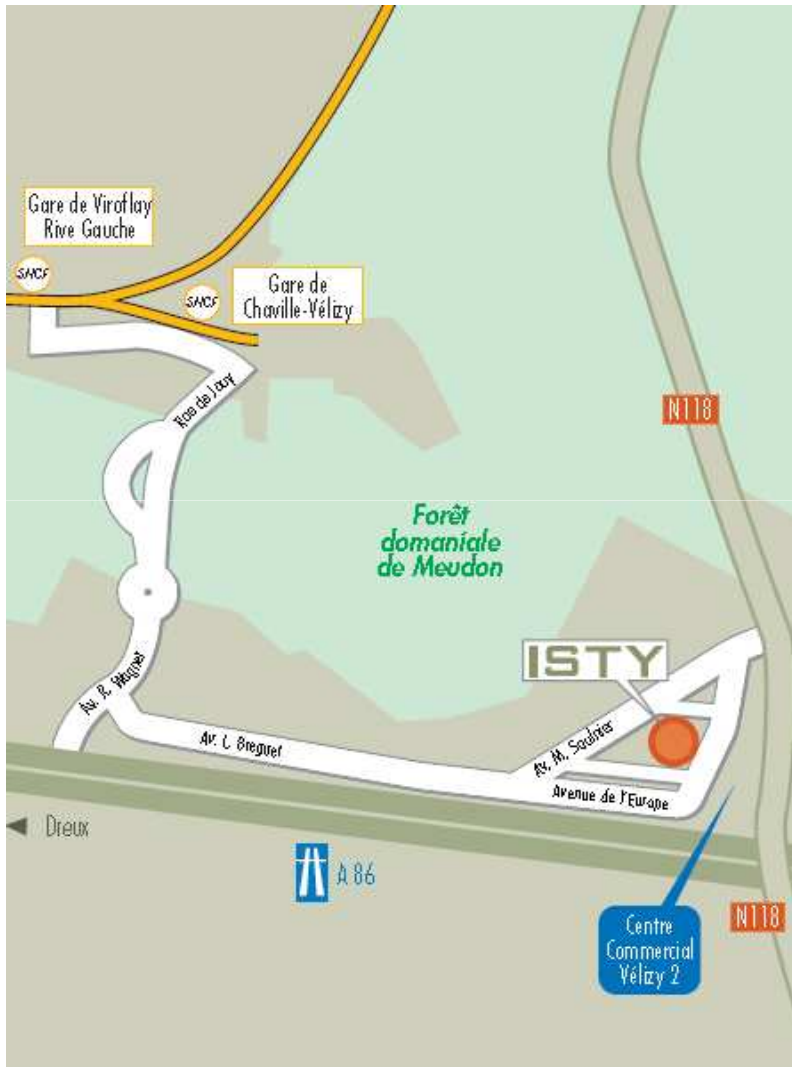 Gare de Viroflay
Rive Gauche
SNCF
Gare de
Chaville-Vélizy
SNCF
Rue de Jouy
N118
Forêt
domaniale
de Meudon
ISTY
Av. R. Wagner
Av. L. Breguet
Av. M. Saulnier
Avenue de l'Europe
Dreux
A 86
N118
Centre
Commercial
Vélizy 2